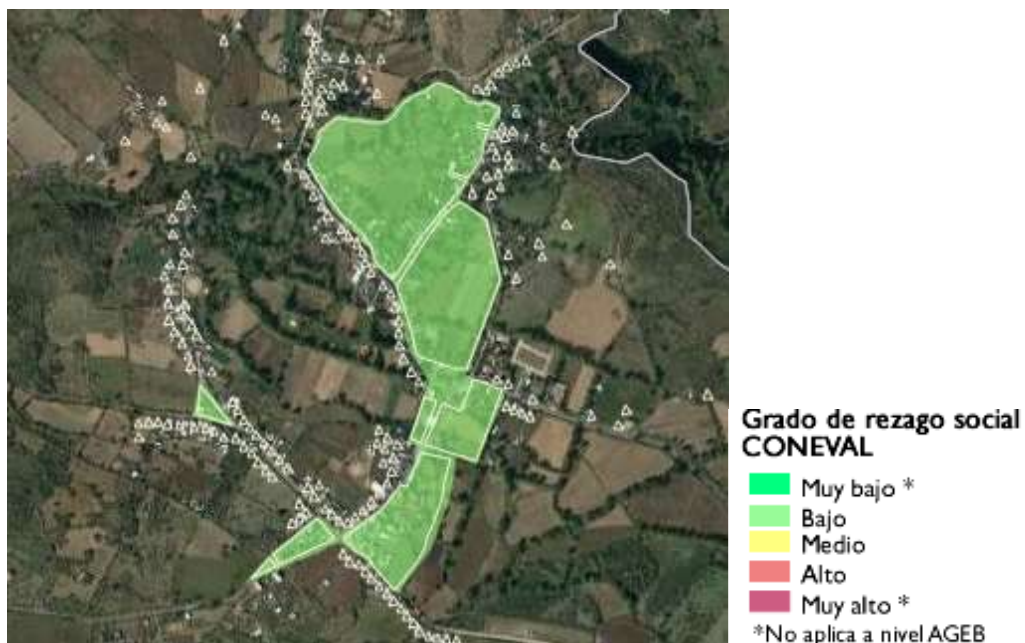 Grado de rezago social
CONEVAL
Muy bajo *
Bajo
Medio
Alto
Muy alto *
*No aplica a nivel AGEB